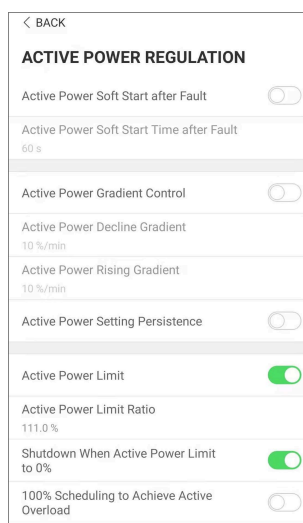 < BACK
ACTIVE POWER REGULATION
Active Power Soft Start after Fault
Active Power Soft Start Time after Fault
60 s
Active Power Gradient Control
Active Power Decline Gradient
10 %/min
Active Power Rising Gradient
10 %/min
Active Power Setting Persistence
Active Power Limit
Active Power Limit Ratio
111.0 %
Shutdown When Active Power Limit
to 0%
100% Scheduling to Achieve Active
Overload